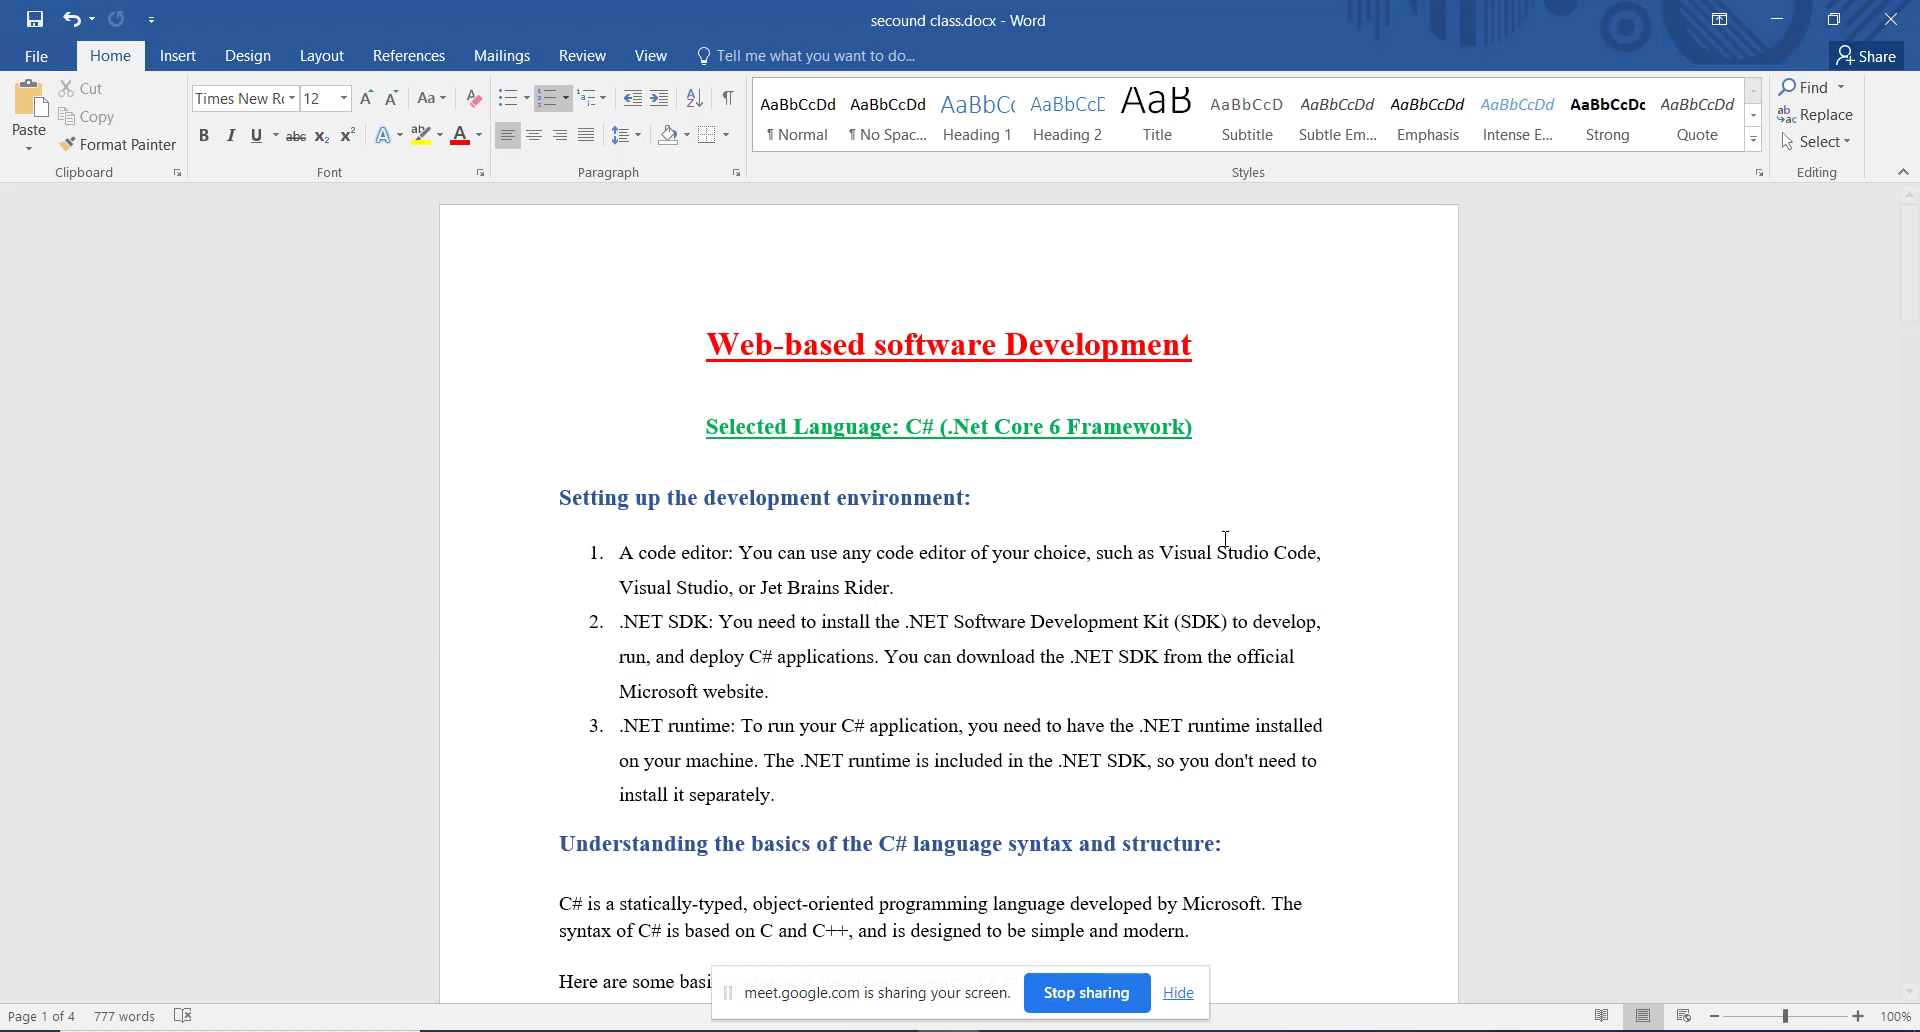 secound class.docx - Word
File Home Insert Design Layout References Mailings Review View Tell me what you want to do... Share
Paste Cut Copy Format Painter Clipboard
Times New Ro 12 Font
Paragraph
AaBbCcDd AaBbCcDd AaBbC AaBbCcC AaB AaBbCcD AaBbCcDd AaBbCcDd AaBbCcDd AaBbCcDc AaBbCcDd
¶ Normal ¶ No Spac... Heading 1 Heading 2 Title Subtitle Subtle Em... Emphasis Intense E... Strong Quote
Styles
Find Replace Select Editing
Web-based software Development
Selected Language: C# (.Net Core 6 Framework)
Setting up the development environment:
1. A code editor: You can use any code editor of your choice, such as Visual Studio Code,
Visual Studio, or Jet Brains Rider.
2. .NET SDK: You need to install the .NET Software Development Kit (SDK) to develop,
run, and deploy C# applications. You can download the .NET SDK from the official
Microsoft website.
3. .NET runtime: To run your C# application, you need to have the .NET runtime installed
on your machine. The .NET runtime is included in the .NET SDK, so you don't need to
install it separately.
Understanding the basics of the C# language syntax and structure:
C# is a statically-typed, object-oriented programming language developed by Microsoft. The
syntax of C# is based on C and C++, and is designed to be simple and modern.
Here are some basi
meet.google.com is sharing your screen. Stop sharing Hide
Page 1 of 4 777 words 100%